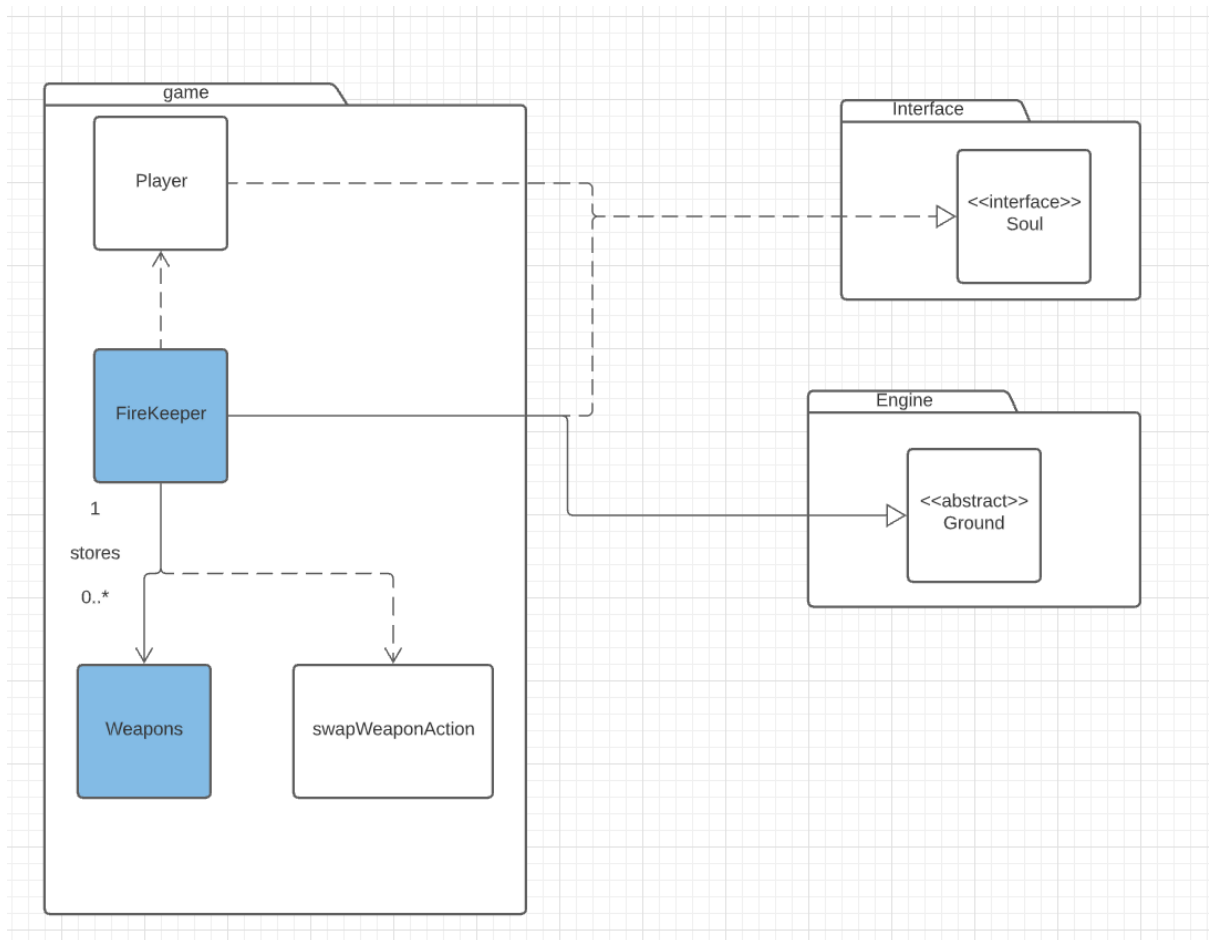 game
Player
FireKeeper
1
stores
0..*
Weapons
swapWeaponAction
Interface
<<interface>>
Soul
Engine
<<abstract>>
Ground